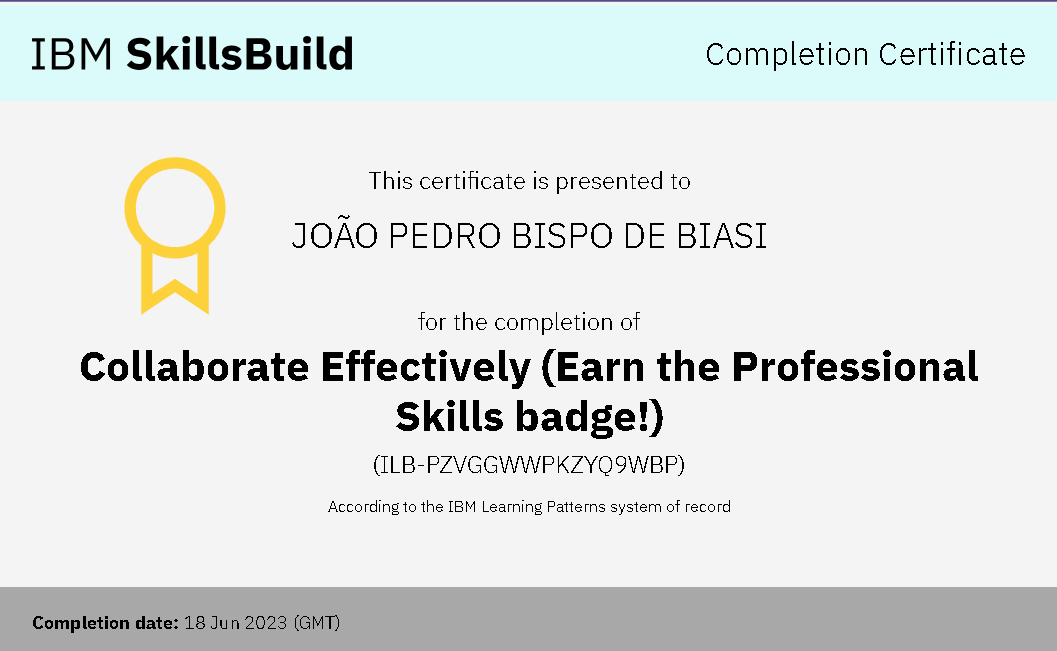 IBM SkillsBuild
Completion Certificate
This certificate is presented to
JOÃO PEDRO BISPO DE BIASI
for the completion of
Collaborate Effectively (Earn the Professional
Skills badge!)
(ILB-PZVGGWWPKZYQ9WBP)
According to the IBM Learning Patterns system of record
Completion date: 18 Jun 2023 (GMT)